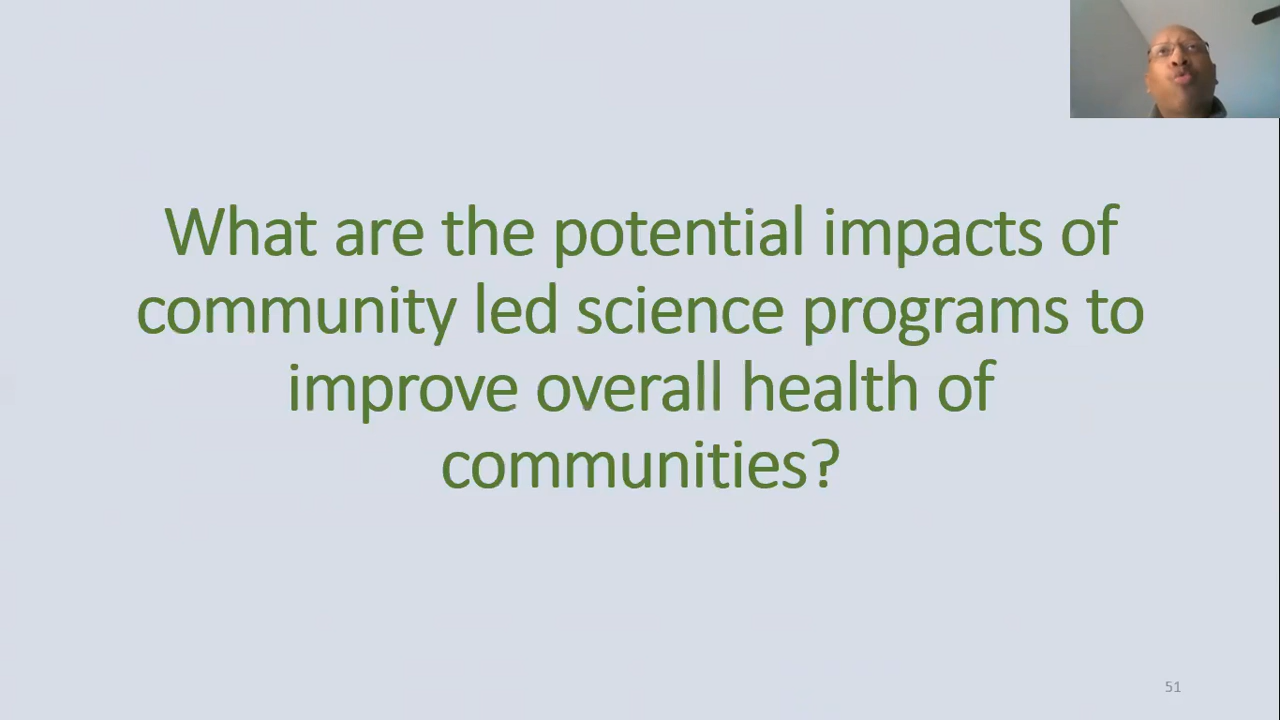 What are the potential impacts of
community led science programs to
improve overall health of
communities?
51